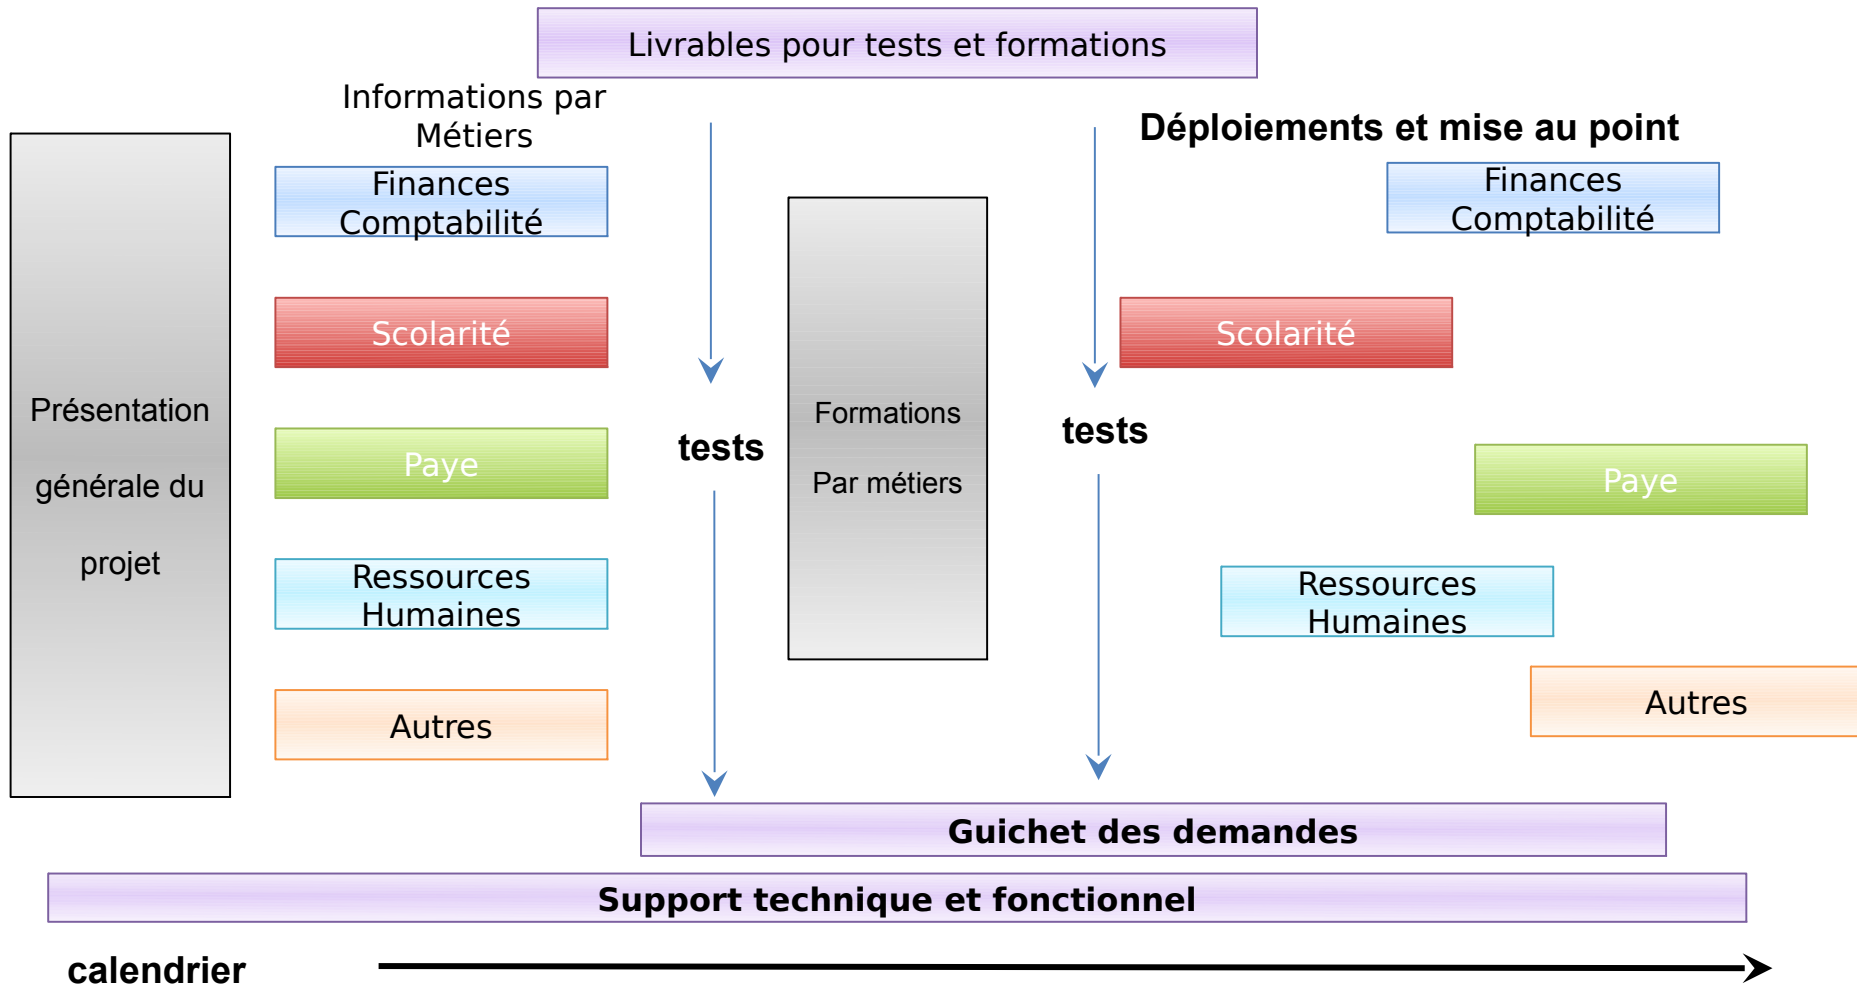 Livrables pour tests et formations
Informations par
Métiers
Déploiements et mise au point
Présentation
générale du
projet
Finances
Comptabilité
Scolarité
Paye
Ressources
Humaines
Autres
tests
Formations
Par métiers
tests
Finances
Comptabilité
Scolarité
Paye
Ressources
Humaines
Autres
Guichet des demandes
Support technique et fonctionnel
calendrier